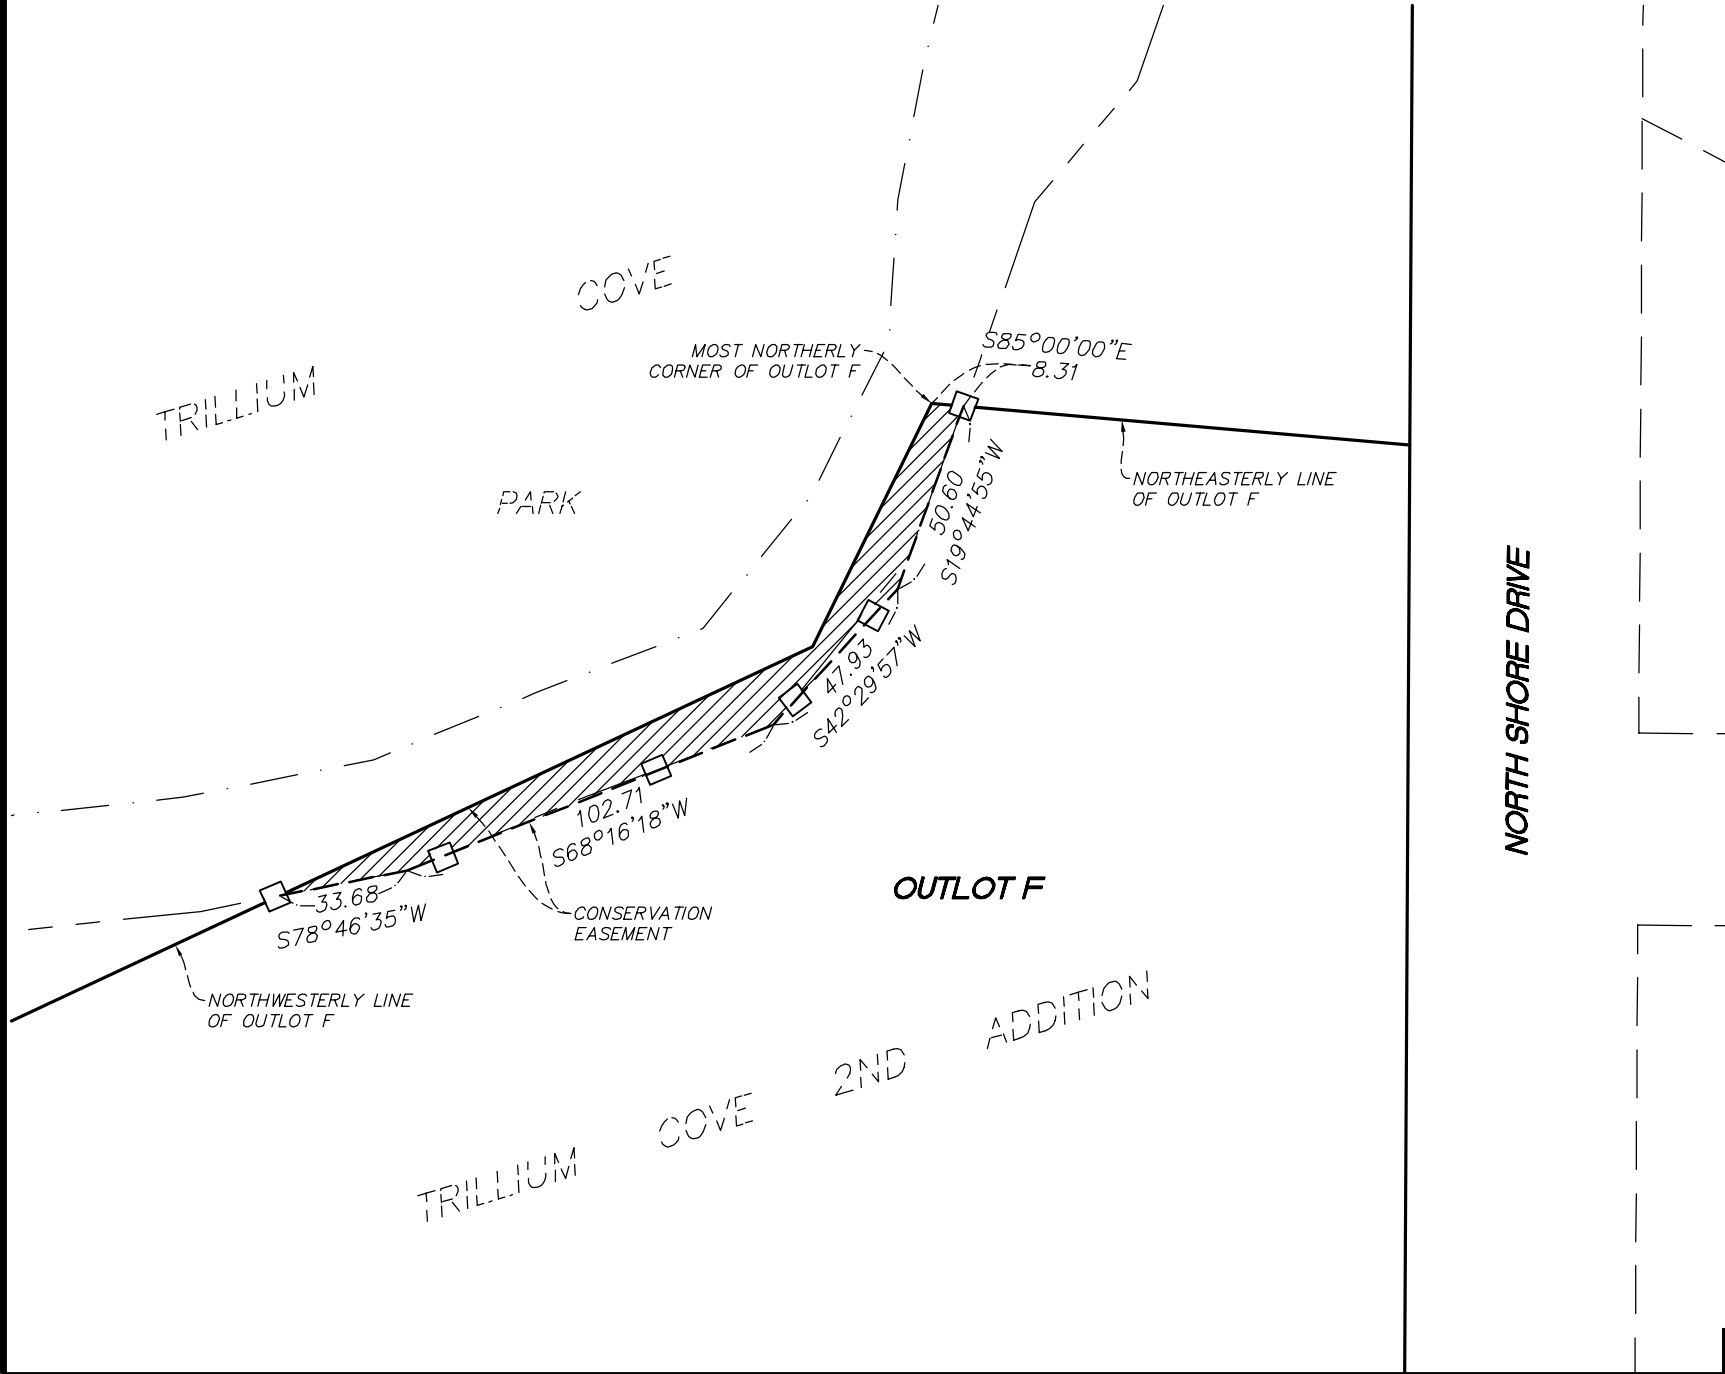 COVE
TRILLIUM
PARK
MOST NORTHERLY
CORNER OF OUTLOT F
S85°00'00"E
8.31
NORTHEASTERLY LINE
OF OUTLOT F
50.60
S19°44'55"W
47.93
S42°29'57"W
102.71
S68°16'18"W
33.68
S78°46'35"W
CONSERVATION
EASEMENT
NORTHWESTERLY LINE
OF OUTLOT F
OUTLOT F
NORTH SHORE DRIVE
TRILLIUM COVE 2ND ADDITION